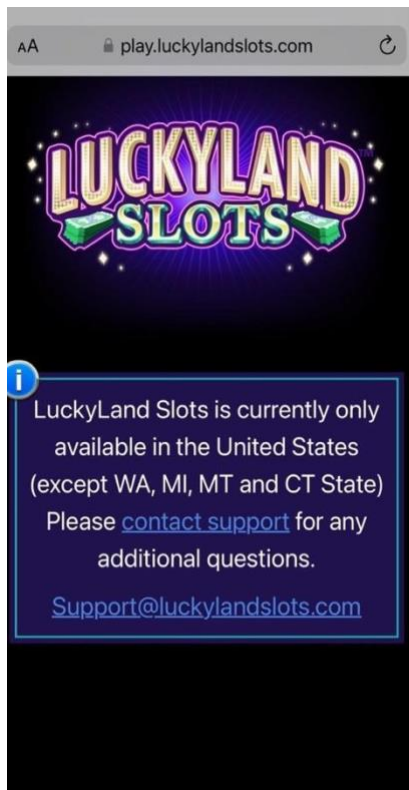 AA play.luckylandslots.com
LUCKYLAND™
SLOTS
i
LuckyLand Slots is currently only
available in the United States
(except WA, MI, MT and CT State)
Please contact support for any
additional questions.
Support@luckylandslots.com